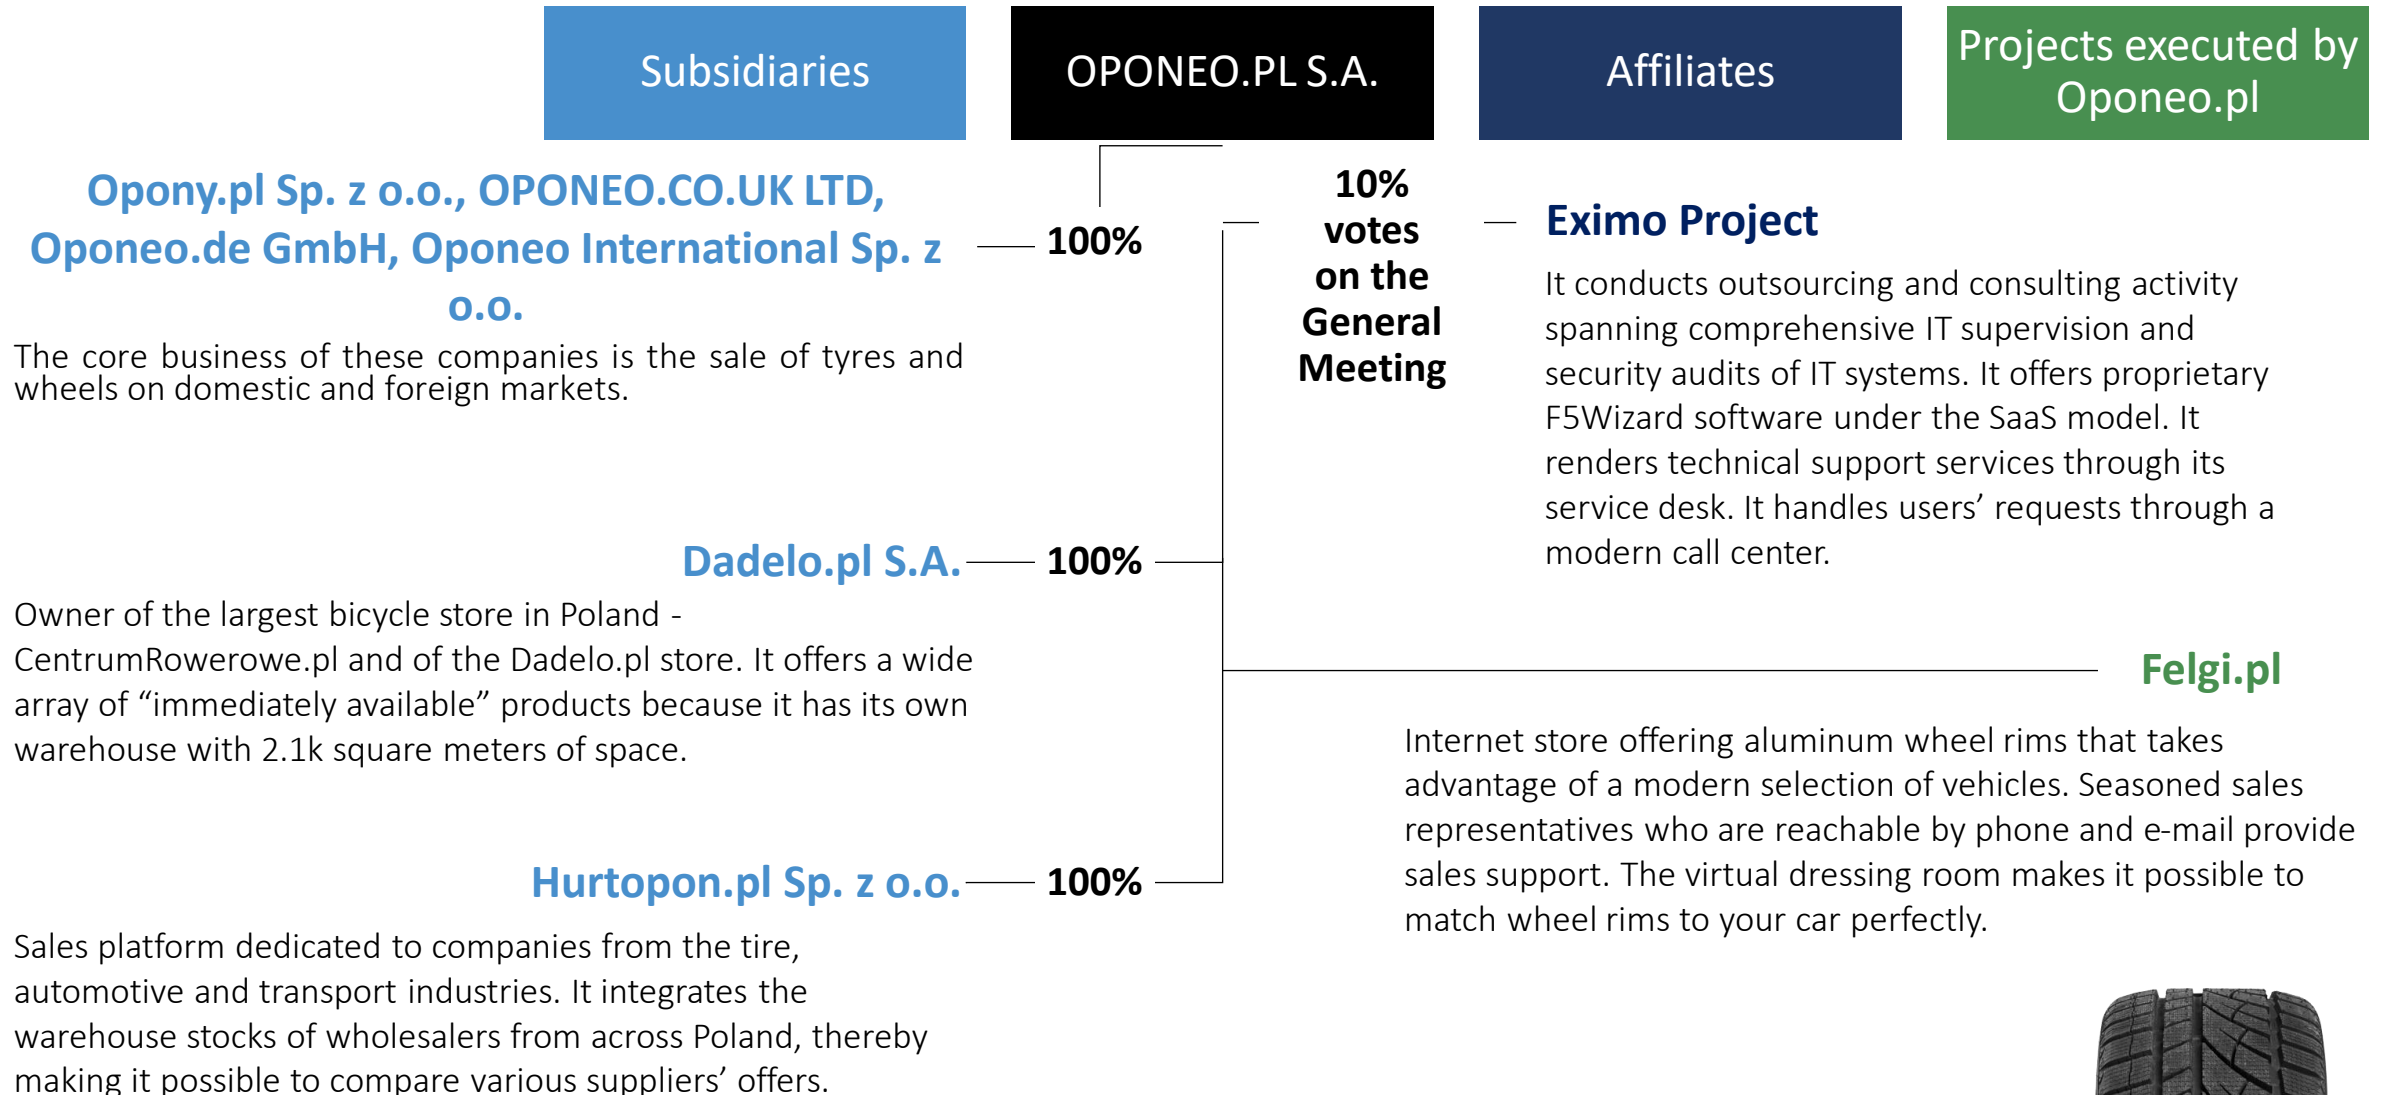 Subsidiaries
OPONEO.PL S.A.
Affiliates
Projects executed by
Oponeo.pl
Opony.pl Sp. z o.o., OPONEO.CO.UK LTD,
Oponeo.de GmbH, Oponeo International Sp. z
o.o.
100%
The core business of these companies is the sale of tyres and
wheels on domestic and foreign markets.
10%
votes
on the
General
Meeting
Eximo Project
It conducts outsourcing and consulting activity
spanning comprehensive IT supervision and
security audits of IT systems. It offers proprietary
F5Wizard software under the SaaS model. It
renders technical support services through its
service desk. It handles users’ requests through a
modern call center.
Dadelo.pl S.A.
100%
Owner of the largest bicycle store in Poland -
CentrumRowerowe.pl and of the Dadelo.pl store. It offers a wide
array of “immediately available” products because it has its own
warehouse with 2.1k square meters of space.
Felgi.pl
Internet store offering aluminum wheel rims that takes
advantage of a modern selection of vehicles. Seasoned sales
representatives who are reachable by phone and e-mail provide
sales support. The virtual dressing room makes it possible to
match wheel rims to your car perfectly.
Hurtopon.pl Sp. z o.o.
100%
Sales platform dedicated to companies from the tire,
automotive and transport industries. It integrates the
warehouse stocks of wholesalers from across Poland, thereby
making it possible to compare various suppliers’ offers.